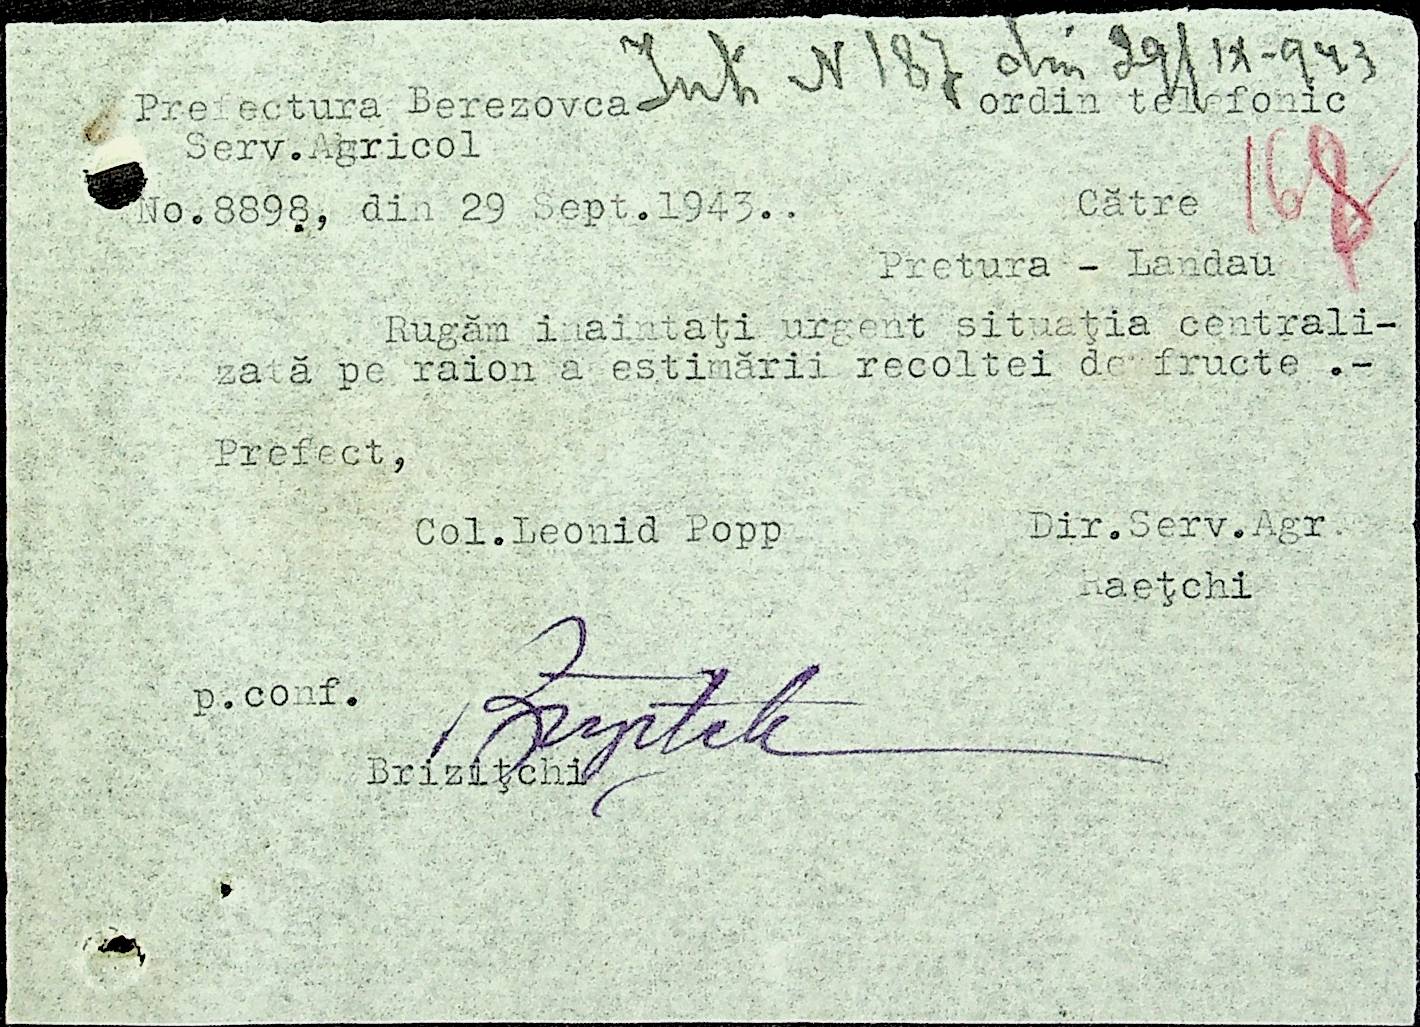 N 187 din 29/IX-943
Prefectura Berezovca
ordin telefonic
Serv.Agricol
168
No.8898, din 29 Sept.1943..
Către
Pretura - Landau
Rugăm inaintaţi urgent situaţia centrali-
zată pe raion a estimării recoltei de fructe .-
Prefect,
Col.Leonid Popp
Dir.Serv.Agr.
Raeţchi
p.conf.
Briziţchi